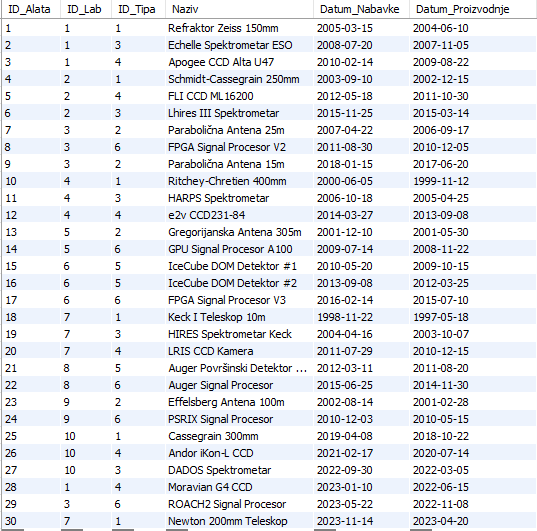 ID_Alata ID_Lab ID_Tipa Naziv Datum_Nabavke Datum_Proizvodnje
1 1 1 Refraktor Zeiss 150mm 2005-03-15 2004-06-10
2 1 3 Echelle Spektrometar ESO 2008-07-20 2007-11-05
3 1 4 Apogee CCD Alta U47 2010-02-14 2009-08-22
4 2 1 Schmidt-Cassegrain 250mm 2003-09-10 2002-12-15
5 2 4 FLI CCD ML16200 2012-05-18 2011-10-30
6 2 3 Lhires III Spektrometar 2015-11-25 2015-03-14
7 3 2 Parabolična Antena 25m 2007-04-22 2006-09-17
8 3 6 FPGA Signal Procesor V2 2011-08-30 2010-12-05
9 3 2 Parabolična Antena 15m 2018-01-15 2017-06-20
10 4 1 Ritchey-Chretien 400mm 2000-06-05 1999-11-12
11 4 3 HARPS Spektrometar 2006-10-18 2005-04-25
12 4 4 e2v CCD231-84 2014-03-27 2013-09-08
13 5 2 Gregorijanska Antena 305m 2001-12-10 2001-05-30
14 5 6 GPU Signal Procesor A100 2009-07-14 2008-11-22
15 6 5 IceCube DOM Detektor #1 2010-05-20 2009-10-15
16 6 5 IceCube DOM Detektor #2 2013-09-08 2012-03-25
17 6 6 FPGA Signal Procesor V3 2016-02-14 2015-07-10
18 7 1 Keck I Teleskop 10m 1998-11-22 1997-05-18
19 7 3 HIRES Spektrometar Keck 2004-04-16 2003-10-07
20 7 4 LRIS CCD Kamera 2011-07-29 2010-12-15
21 8 5 Auger Površinski Detektor ... 2012-03-11 2011-08-20
22 8 6 Auger Signal Procesor 2015-06-25 2014-11-30
23 9 2 Effelsberg Antena 100m 2002-08-14 2001-02-28
24 9 6 PSRIX Signal Procesor 2010-12-03 2010-05-15
25 10 1 Cassegrain 300mm 2019-04-08 2018-10-22
26 10 4 Andor iKon-L CCD 2021-02-17 2020-07-14
27 10 3 DADOS Spektrometar 2022-09-30 2022-03-05
28 1 4 Moravian G4 CCD 2023-01-10 2022-06-15
29 3 6 ROACH2 Signal Procesor 2023-05-22 2022-11-08
30 7 1 Newton 200mm Teleskop 2023-11-14 2023-04-20